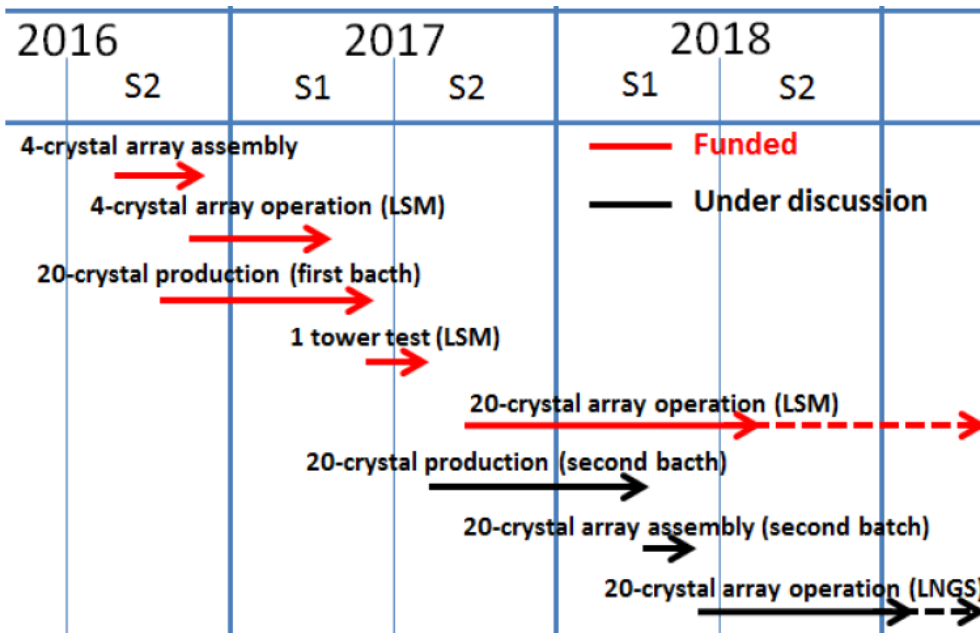 2016 2017 2018
S2 S1 S2 S1 S2
4-crystal array assembly
Funded
4-crystal array operation (LSM)
Under discussion
20-crystal production (first bacth)
1 tower test (LSM)
20-crystal array operation (LSM)
20-crystal production (second bacth)
20-crystal array assembly (second batch)
20-crystal array operation (LNGS)